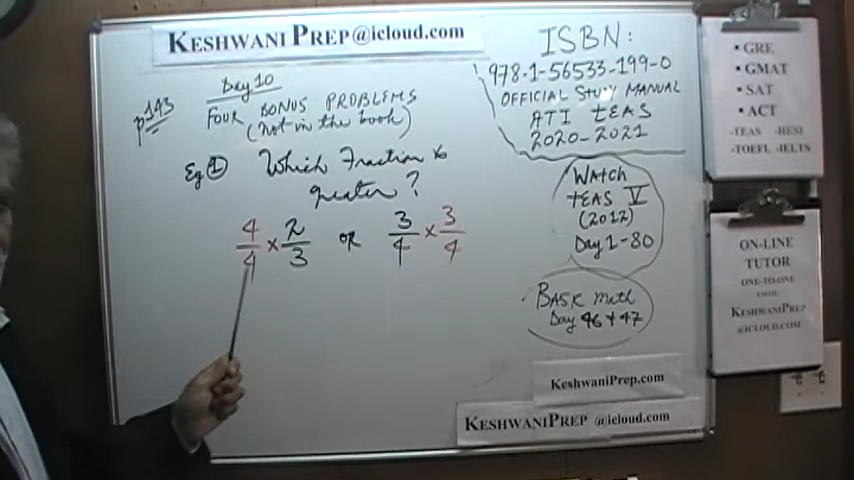 KESHWANI PREP@icloud.com
Day 10
p193
FOUR BONUS PROBLEMS
(not in the book)
Eg ① Which Fraction is
greater ?
4/4 × 2/3 or 3/4 × 3/4
ISBN:
978-1-56533-199-0
OFFICIAL STUDY MANUAL
ATI TEAS
2020-2021
WATCH
TEAS V
(2012)
Day 1-80
BASIC Math
Day 46 + 47
KESHWANIPREP.com
KESHWANIPREP @icloud.com
• GRE
• GMAT
• SAT
• ACT
-TEAS -HESI
-TOEFL -IELTS
ON-LINE
TUTOR
ONE-TO-ONE
EMAIL:
KESHWANIPREP
@ICLOUD.COM